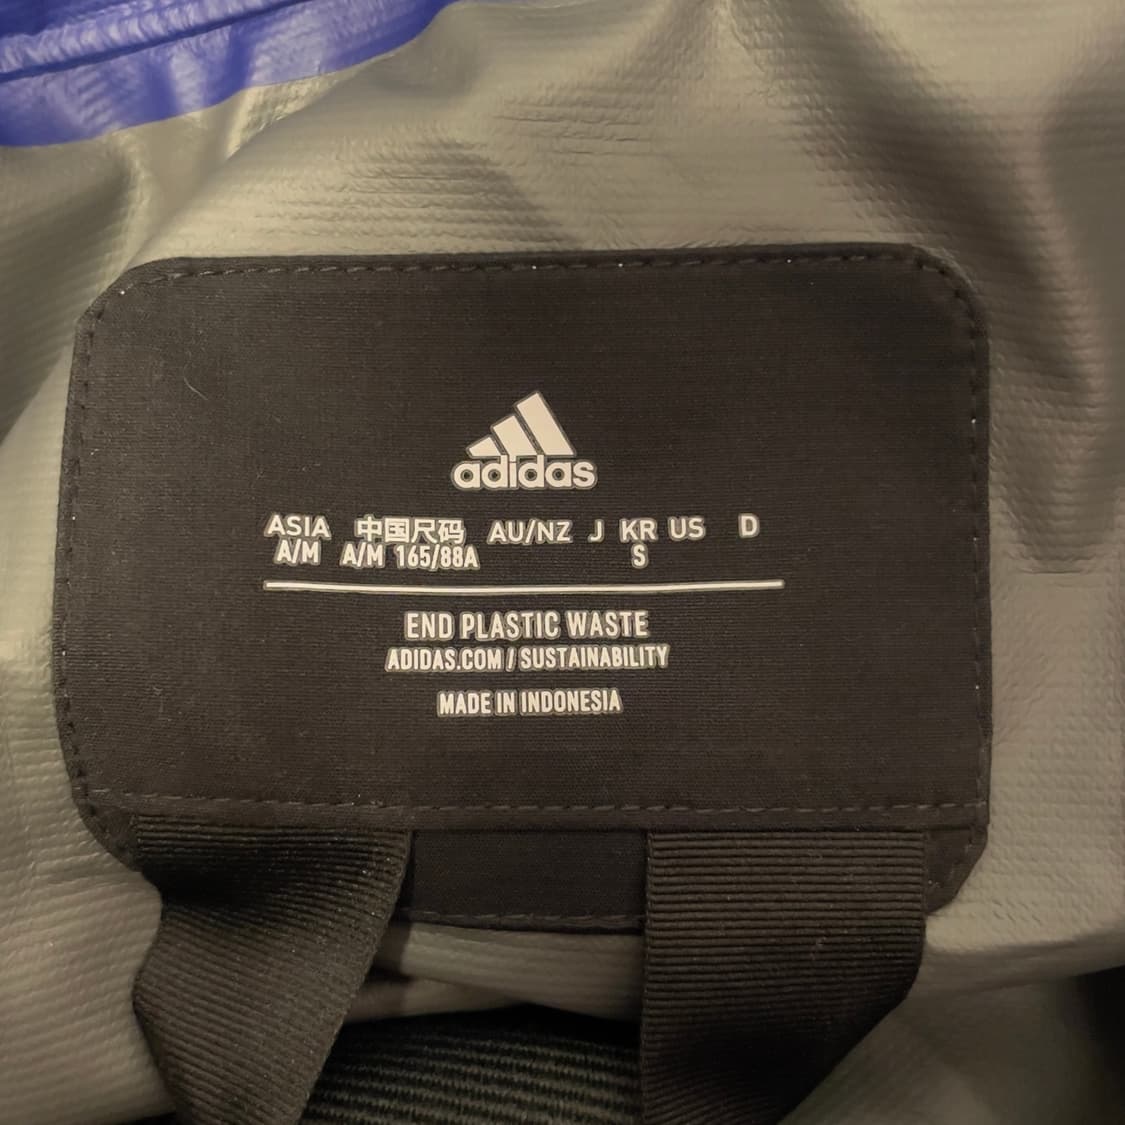 adidas
ASIA 中国尺码 AU/NZ J KR US D
A/M A/M 165/88A S
END PLASTIC WASTE
ADIDAS.COM / SUSTAINABILITY
MADE IN INDONESIA